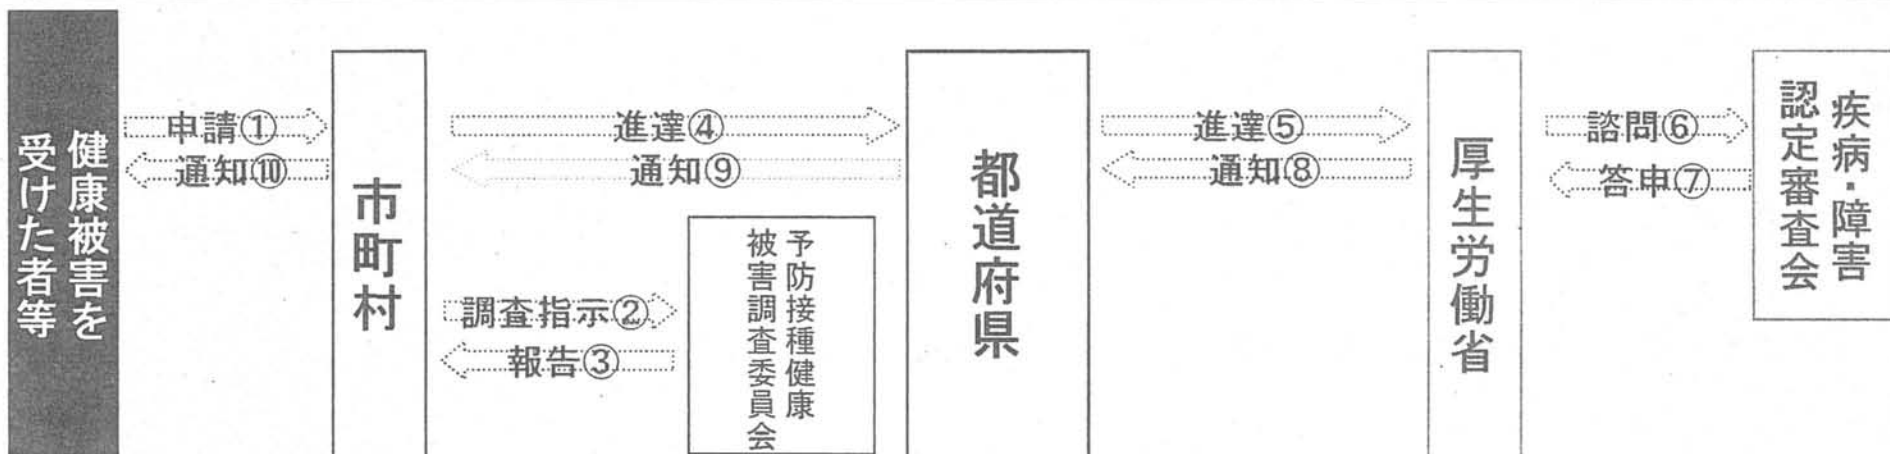 健康被害を
受けた者等
申請①
通知⑩
市町村
進達④
通知⑨
調査指示②
報告③
予防接種健康
被害調査委員会
都道府県
進達⑤
通知⑧
厚生労働省
諮問⑥
答申⑦
疾病・障害
認定審査会